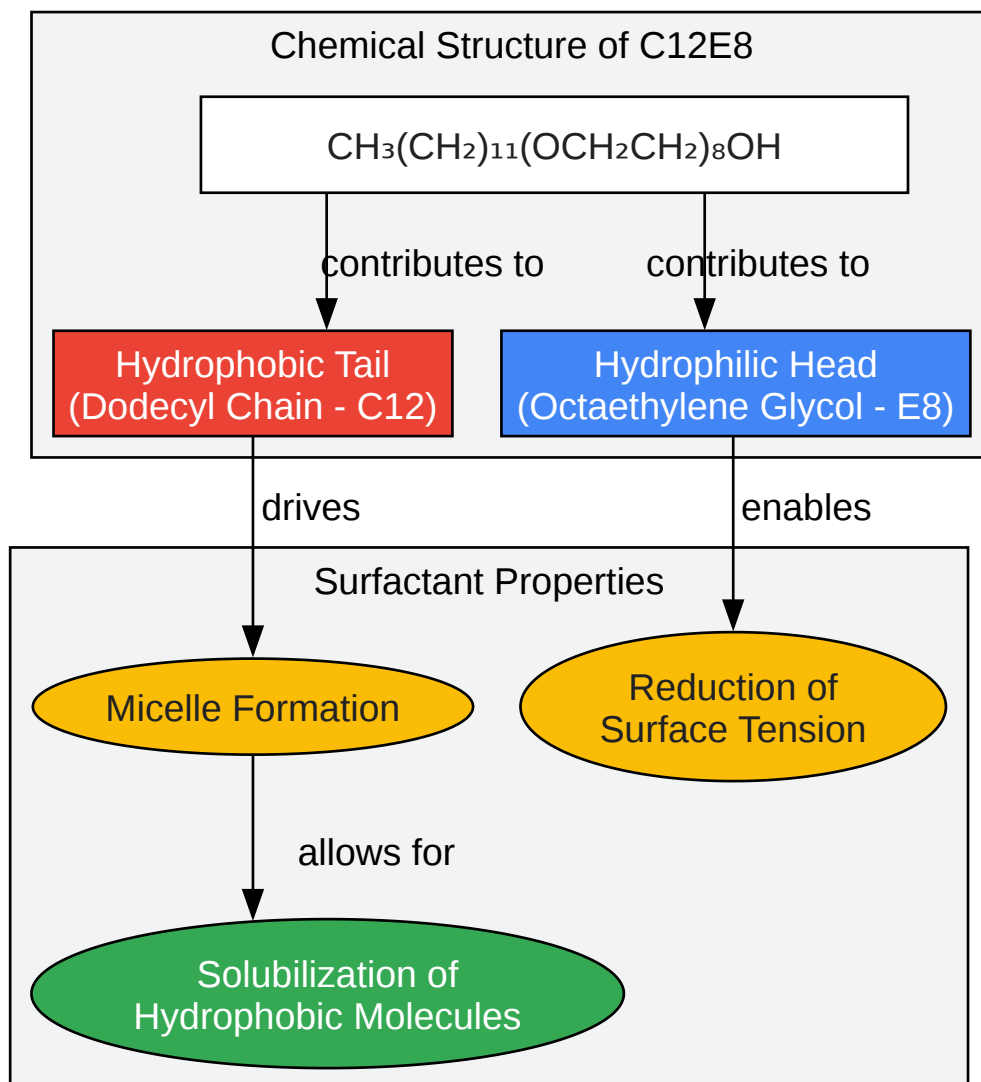 Chemical Structure of C12E8
CH₃(CH₂)₁₁(OCH₂CH₂)₈OH
contributes to
contributes to
Hydrophobic Tail
(Dodecyl Chain - C12)
Hydrophilic Head
(Octaethylene Glycol - E8)
drives
enables
Surfactant Properties
Micelle Formation
Reduction of
Surface Tension
allows for
Solubilization of
Hydrophobic Molecules